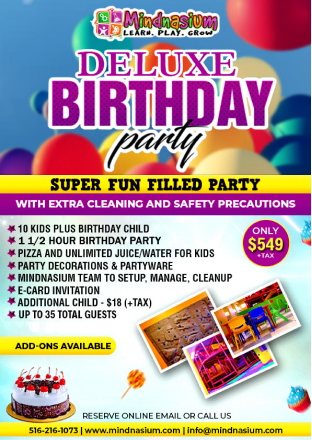 Mindnasium
LEARN. PLAY. GROW
DELUXE
BIRTHDAY
party
SUPER FUN FILLED PARTY
WITH EXTRA CLEANING AND SAFETY PRECAUTIONS
10 KIDS PLUS BIRTHDAY CHILD
1 1/2 HOUR BIRTHDAY PARTY
PIZZA AND UNLIMITED JUICE/WATER FOR KIDS
PARTY DECORATIONS & PARTYWARE
MINDNASIUM TEAM TO SETUP, MANAGE, CLEANUP
E-CARD INVITATION
ADDITIONAL CHILD - $18 (+TAX)
UP TO 35 TOTAL GUESTS
ONLY
$549
+TAX
ADD-ONS AVAILABLE
RESERVE ONLINE EMAIL OR CALL US
516-216-1073 | www.mindnasium.com | info@mindnasium.com